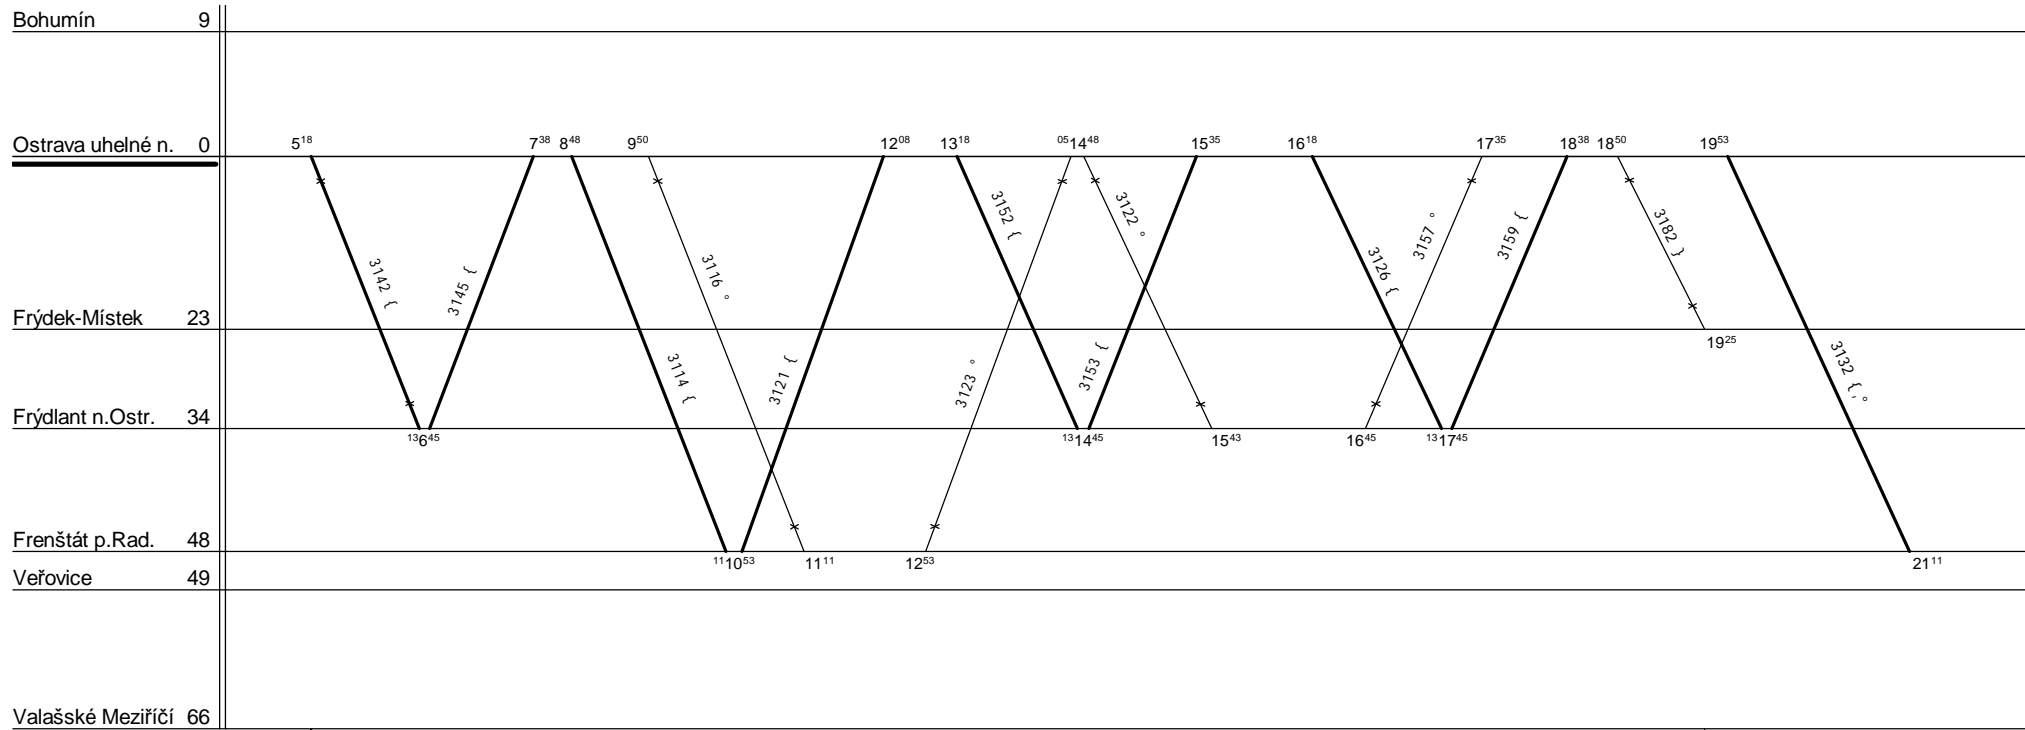 Bohumín 9
Ostrava uhelné n. 0 5¹⁸ 7³⁸ 8⁴⁸ 9⁵⁰ 12⁰⁸ 13¹⁸ ⁰⁵14⁴⁸ 15³⁵ 16¹⁸ 17³⁵ 18³⁸ 18⁵⁰ 19⁵³
3142 {
3145 {
3114 {
3116 °
3121 {
3123 °
3152 {
3153 {
3122 °
3126 {
3157 °
3159 {
3182 }
3132 {,°
Frýdek-Místek 23 19²⁵
Frýdlant n.Ostr. 34 ¹³6⁴⁵ ¹³14⁴⁵ 15⁴³ 16⁴⁵ ¹³17⁴⁵
Frenštát p.Rad. 48 ¹¹10⁵³ 11¹¹ 12⁵³ 21¹¹
Veřovice 49
Valašské Meziříčí 66